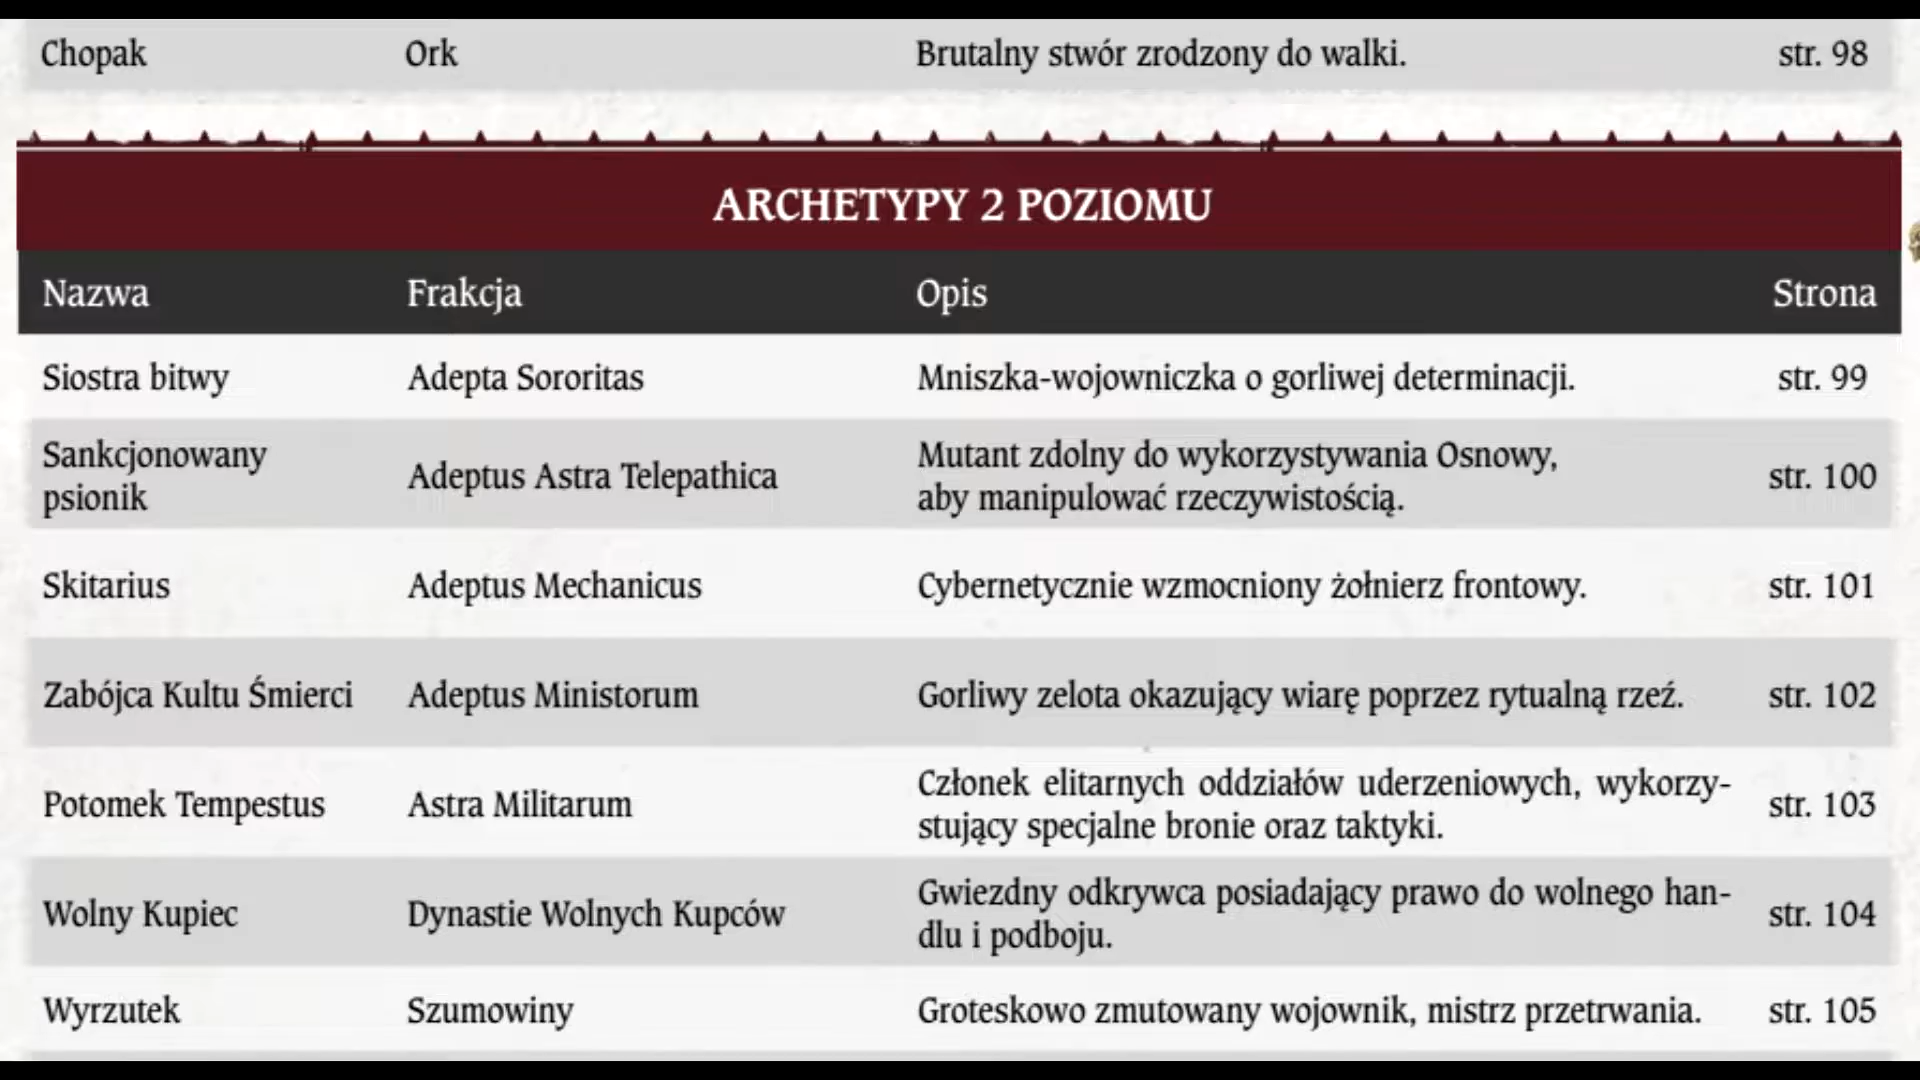 Chopak Ork Brutalny stwór zrodzony do walki. str. 98
ARCHETYPY 2 POZIOMU
Nazwa Frakcja Opis Strona
Siostra bitwy Adepta Sororitas Mniszka-wojowniczka o gorliwej determinacji. str. 99
Sankcjonowany
psionik
Adeptus Astra Telepathica
Mutant zdolny do wykorzystywania Osnowy,
aby manipulować rzeczywistością.
str. 100
Skitarius Adeptus Mechanicus Cybernetycznie wzmocniony żołnierz frontowy. str. 101
Zabójca Kultu Śmierci Adeptus Ministorum Gorliwy zelota okazujący wiarę poprzez rytualną rzeź. str. 102
Potomek Tempestus Astra Militarum
Członek elitarnych oddziałów uderzeniowych, wykorzy-
stujący specjalne bronie oraz taktyki.
str. 103
Wolny Kupiec Dynastie Wolnych Kupców
Gwiezdny odkrywca posiadający prawo do wolnego han-
dlu i podboju.
str. 104
Wyrzutek Szumowiny Groteskowo zmutowany wojownik, mistrz przetrwania. str. 105